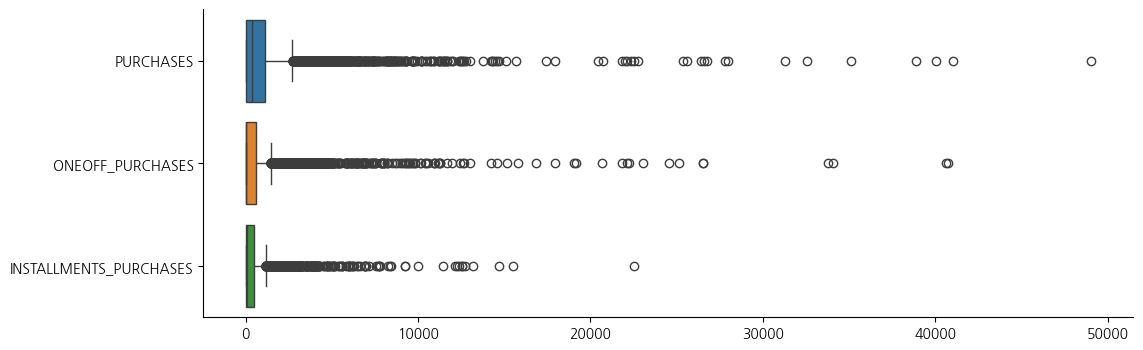 PURCHASES
ONEOFF_PURCHASES
INSTALLMENTS_PURCHASES
0 10000 20000 30000 40000 50000